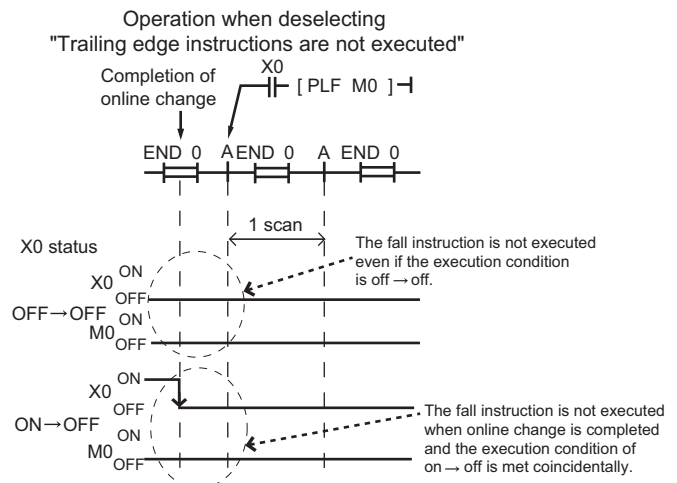 Operation when deselecting
"Trailing edge instructions are not executed"
Completion of
online change
X0
[ PLF M0 ]
END 0 A END 0 A END 0
1 scan
X0 status
The fall instruction is not executed
even if the execution condition
is off → off.
X0 ON
OFF
OFF→OFF
M0 ON
OFF
X0 ON
OFF
ON→OFF
M0 ON
OFF
The fall instruction is not executed
when online change is completed
and the execution condition of
on → off is met coincidentally.